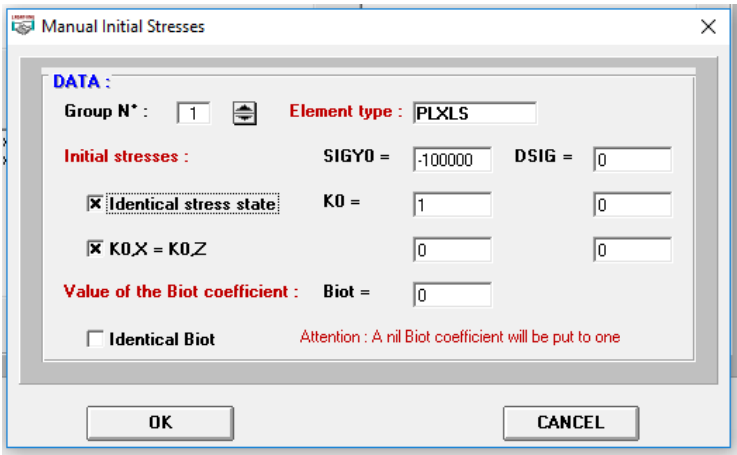 Manual Initial Stresses
DATA :
Group N° : 1 Element type : PLXLS
Initial stresses : SIGY0 = -100000 DSIG = 0
Identical stress state K0 = 1 0
K0,X = K0,Z 0 0
Value of the Biot coefficient : Biot = 0
Identical Biot Attention : A nil Biot coefficient will be put to one
OK CANCEL